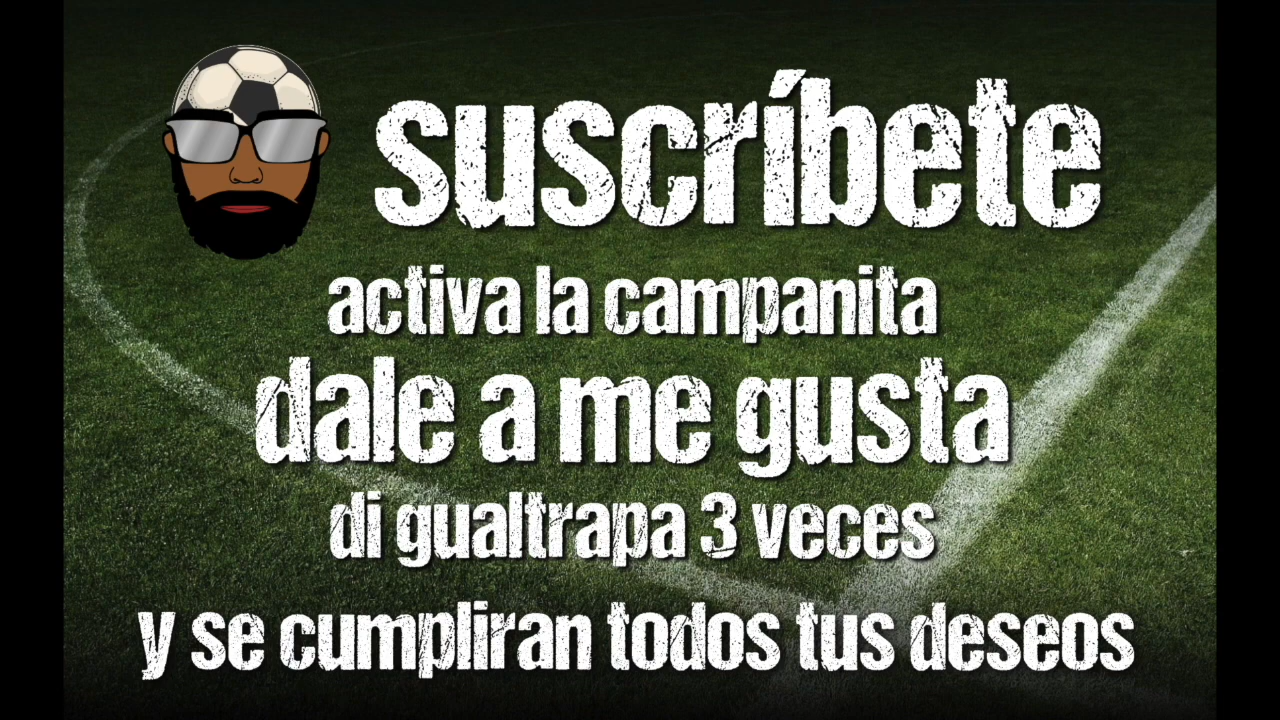 suscríbete
activa la campanita
dale a me gusta
di gualtrapa 3 veces
y se cumpliran todos tus deseos